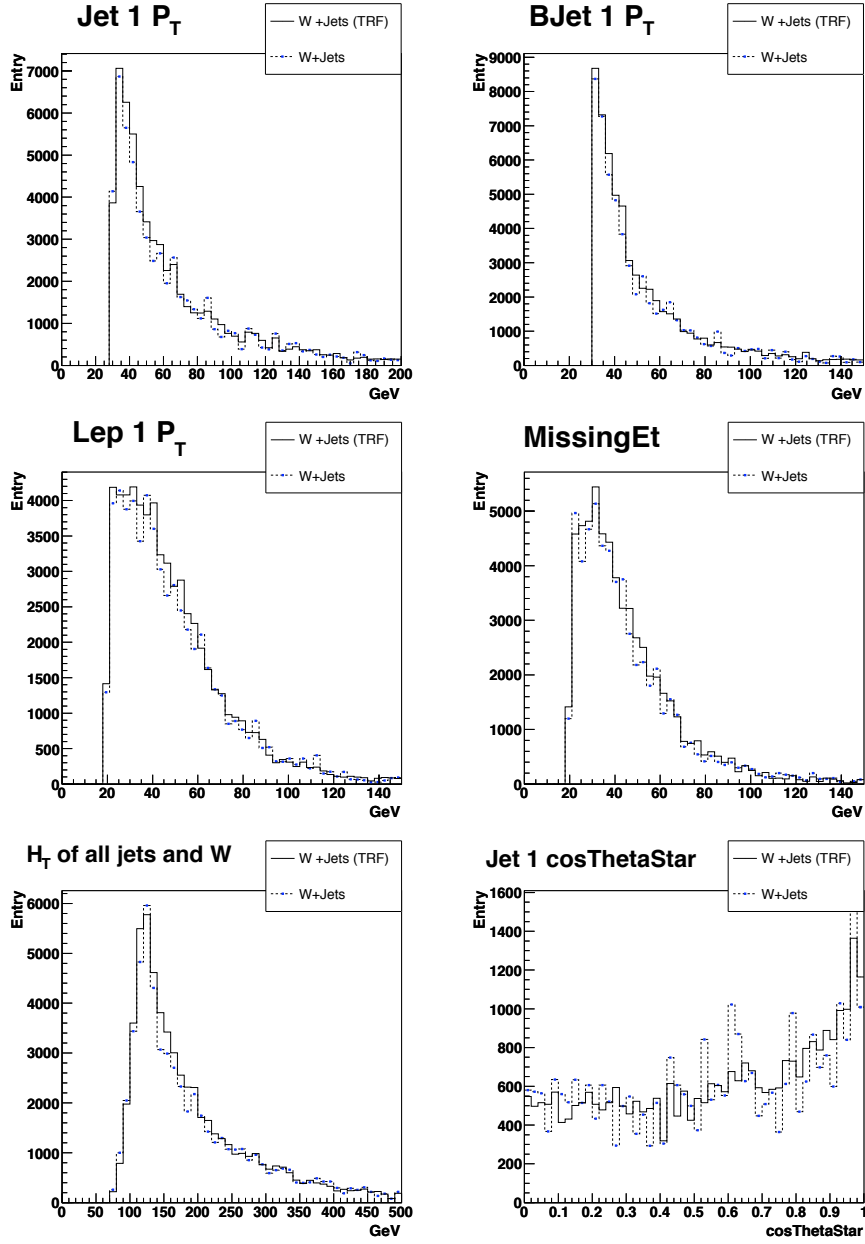 Jet 1 PT
W +Jets (TRF)
W+Jets
Entry
7000
6000
5000
4000
3000
2000
1000
0
0 20 40 60 80 100 120 140 160 180 200
GeV
BJet 1 PT
W +Jets (TRF)
W+Jets
Entry
9000
8000
7000
6000
5000
4000
3000
2000
1000
0
0 20 40 60 80 100 120 140
GeV
Lep 1 PT
W +Jets (TRF)
W+Jets
Entry
4000
3500
3000
2500
2000
1500
1000
500
0
0 20 40 60 80 100 120 140
GeV
MissingEt
W +Jets (TRF)
W+Jets
Entry
5000
4000
3000
2000
1000
0
0 20 40 60 80 100 120 140
GeV
HT of all jets and W
W +Jets (TRF)
W+Jets
Entry
6000
5000
4000
3000
2000
1000
0
0 50 100 150 200 250 300 350 400 450 500
GeV
Jet 1 cosThetaStar
W +Jets (TRF)
W+Jets
Entry
1600
1400
1200
1000
800
600
400
200
0
0 0.1 0.2 0.3 0.4 0.5 0.6 0.7 0.8 0.9 1
cosThetaStar